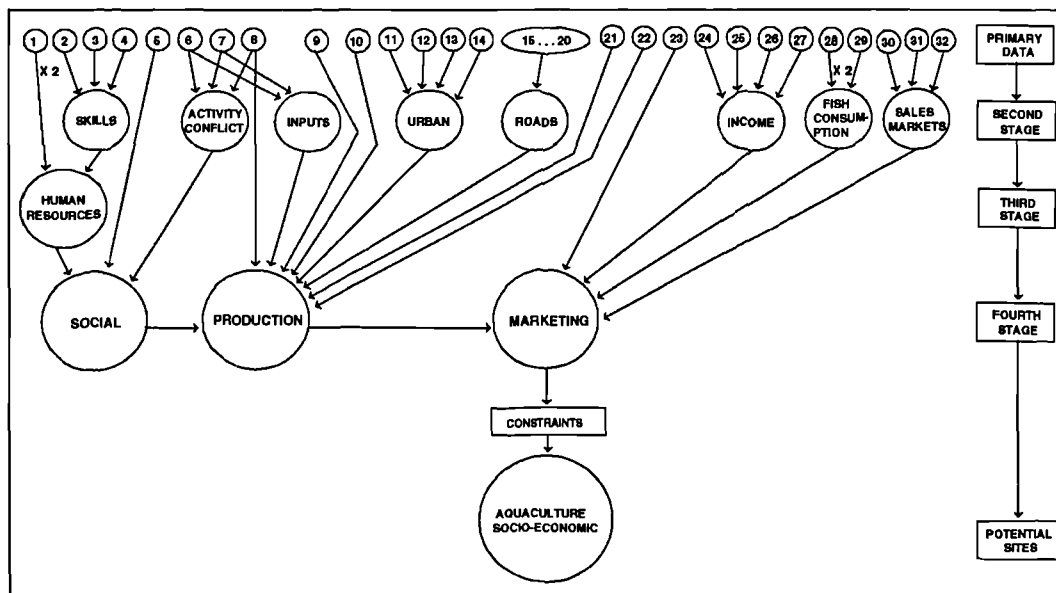 1 2 3 4 5 6 7 8 9 10 11 12 13 14 15 ... 20 21 22 23 24 25 26 27 28 29 30 31 32
PRIMARY DATA
X 2
X 2
SKILLS
ACTIVITY
CONFLICT
INPUTS
URBAN
ROADS
INCOME
FISH
CONSUM-
PTION
SALES
MARKETS
SECOND
STAGE
HUMAN
RESOURCES
THIRD
STAGE
SOCIAL
PRODUCTION
MARKETING
FOURTH
STAGE
CONSTRAINTS
AQUACULTURE
SOCIO-ECONOMIC
POTENTIAL
SITES